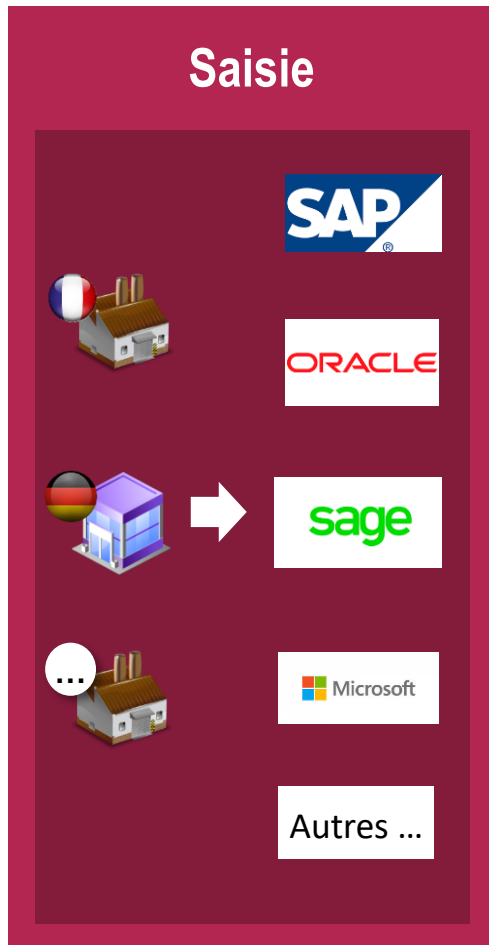 Saisie
SAP
®
ORACLE
sage
...
Microsoft
Autres ...